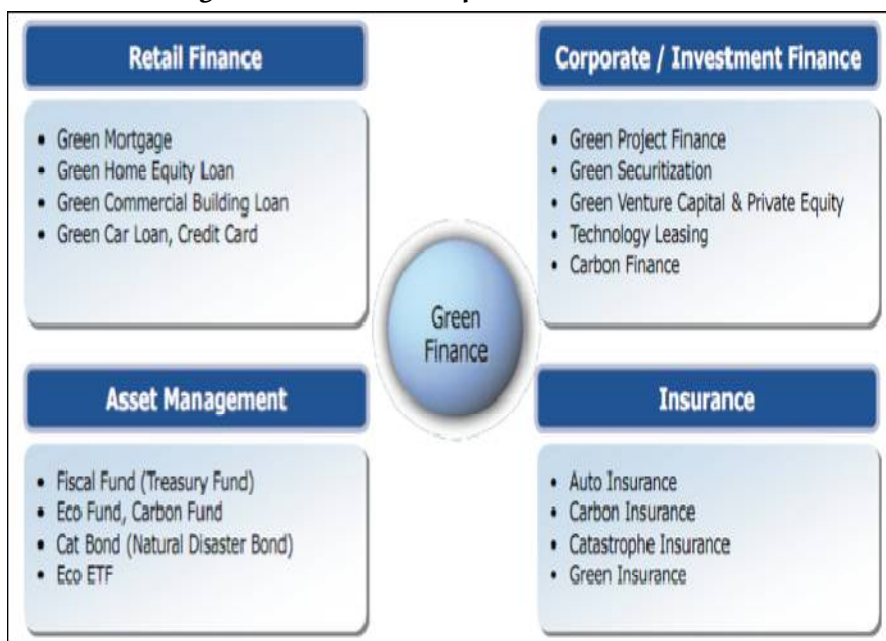 Retail Finance
• Green Mortgage
• Green Home Equity Loan
• Green Commercial Building Loan
• Green Car Loan, Credit Card
Corporate / Investment Finance
• Green Project Finance
• Green Securitization
• Green Venture Capital & Private Equity
• Technology Leasing
• Carbon Finance
Green
Finance
Asset Management
• Fiscal Fund (Treasury Fund)
• Eco Fund, Carbon Fund
• Cat Bond (Natural Disaster Bond)
• Eco ETF
Insurance
• Auto Insurance
• Carbon Insurance
• Catastrophe Insurance
• Green Insurance